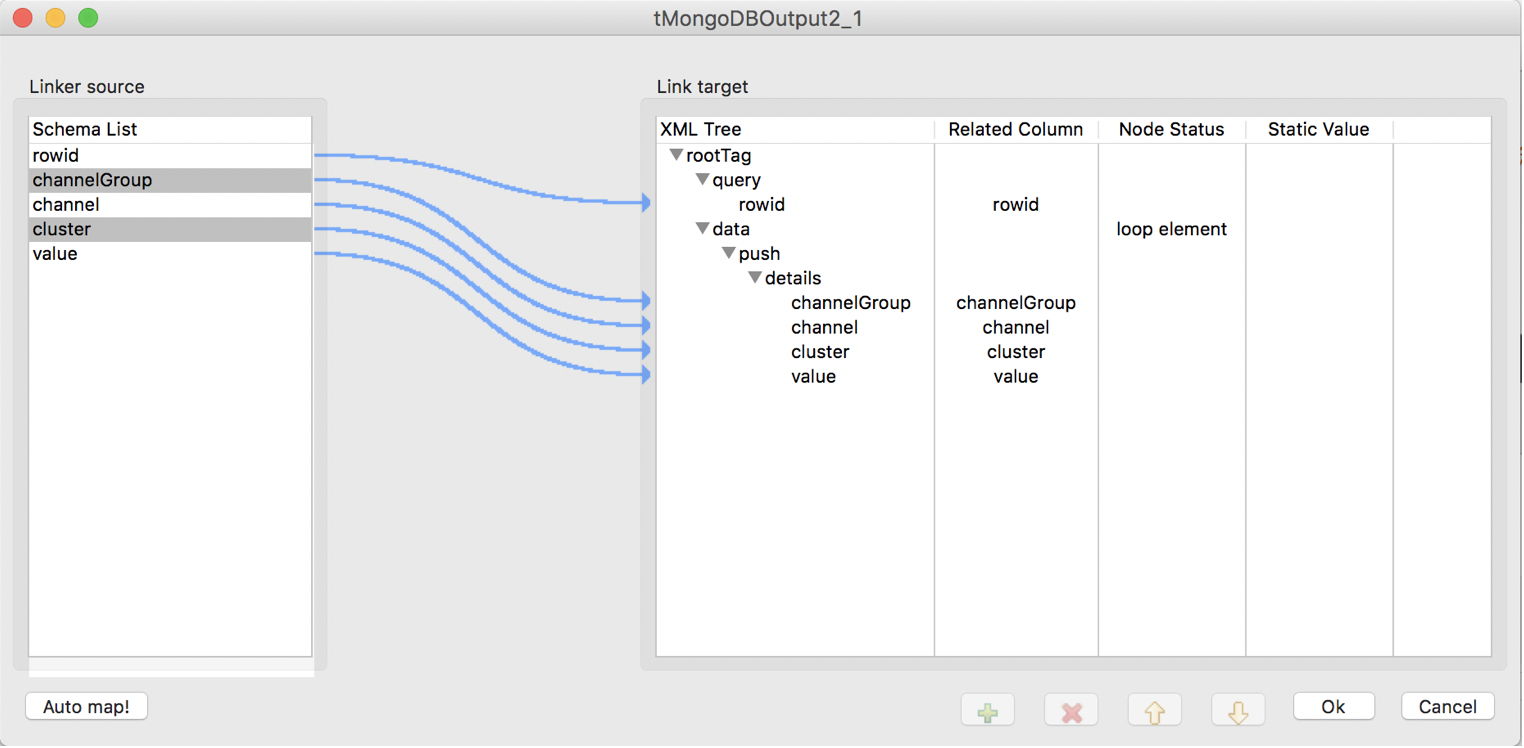 tMongoDBOutput2_1
Linker source
Link target
Schema List
XML Tree Related Column Node Status Static Value
rowid
rootTag
channelGroup
query
channel
rowid rowid
cluster
data loop element
value
push
details
channelGroup channelGroup
channel channel
cluster cluster
value value
Auto map!
Ok
Cancel